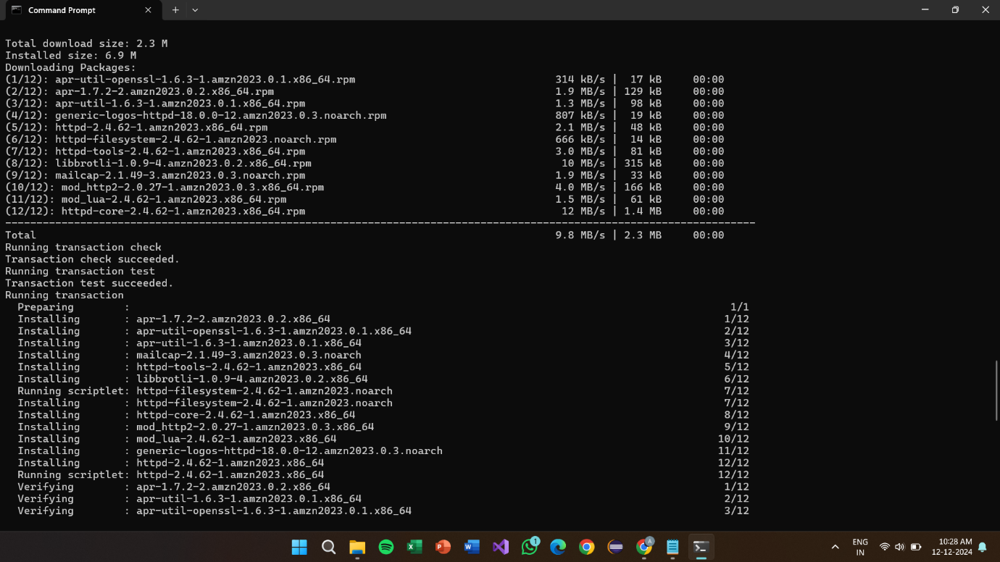 Command Prompt
Total download size: 2.3 M
Installed size: 6.9 M
Downloading Packages:
(1/12): apr-util-openssl-1.6.3-1.amzn2023.0.1.x86_64.rpm 314 kB/s | 17 kB 00:00
(2/12): apr-1.7.2-2.amzn2023.0.2.x86_64.rpm 1.9 MB/s | 129 kB 00:00
(3/12): apr-util-1.6.3-1.amzn2023.0.1.x86_64.rpm 1.3 MB/s | 98 kB 00:00
(4/12): generic-logos-httpd-18.0.0-12.amzn2023.0.3.noarch.rpm 807 kB/s | 19 kB 00:00
(5/12): httpd-2.4.62-1.amzn2023.x86_64.rpm 2.1 MB/s | 48 kB 00:00
(6/12): httpd-filesystem-2.4.62-1.amzn2023.noarch.rpm 666 kB/s | 14 kB 00:00
(7/12): httpd-tools-2.4.62-1.amzn2023.x86_64.rpm 3.0 MB/s | 81 kB 00:00
(8/12): libbrotli-1.0.9-4.amzn2023.0.2.x86_64.rpm 10 MB/s | 315 kB 00:00
(9/12): mailcap-2.1.49-3.amzn2023.0.3.noarch.rpm 1.9 MB/s | 33 kB 00:00
(10/12): mod_http2-2.0.27-1.amzn2023.0.3.x86_64.rpm 4.0 MB/s | 166 kB 00:00
(11/12): mod_lua-2.4.62-1.amzn2023.x86_64.rpm 1.5 MB/s | 61 kB 00:00
(12/12): httpd-core-2.4.62-1.amzn2023.x86_64.rpm 12 MB/s | 1.4 MB 00:00
--------------------------------------------------------------------------------
Total 9.8 MB/s | 2.3 MB 00:00
Running transaction check
Transaction check succeeded.
Running transaction test
Transaction test succeeded.
Running transaction
Preparing : 1/1
Installing : apr-1.7.2-2.amzn2023.0.2.x86_64 1/12
Installing : apr-util-openssl-1.6.3-1.amzn2023.0.1.x86_64 2/12
Installing : apr-util-1.6.3-1.amzn2023.0.1.x86_64 3/12
Installing : mailcap-2.1.49-3.amzn2023.0.3.noarch 4/12
Installing : httpd-tools-2.4.62-1.amzn2023.x86_64 5/12
Installing : libbrotli-1.0.9-4.amzn2023.0.2.x86_64 6/12
Running scriptlet: httpd-filesystem-2.4.62-1.amzn2023.noarch 7/12
Installing : httpd-filesystem-2.4.62-1.amzn2023.noarch 7/12
Installing : httpd-core-2.4.62-1.amzn2023.x86_64 8/12
Installing : mod_http2-2.0.27-1.amzn2023.0.3.x86_64 9/12
Installing : mod_lua-2.4.62-1.amzn2023.x86_64 10/12
Installing : generic-logos-httpd-18.0.0-12.amzn2023.0.3.noarch 11/12
Installing : httpd-2.4.62-1.amzn2023.x86_64 12/12
Running scriptlet: httpd-2.4.62-1.amzn2023.x86_64 12/12
Verifying : apr-1.7.2-2.amzn2023.0.2.x86_64 1/12
Verifying : apr-util-1.6.3-1.amzn2023.0.1.x86_64 2/12
Verifying : apr-util-openssl-1.6.3-1.amzn2023.0.1.x86_64 3/12
1
A
ENG
IN
10:28 AM
12-12-2024